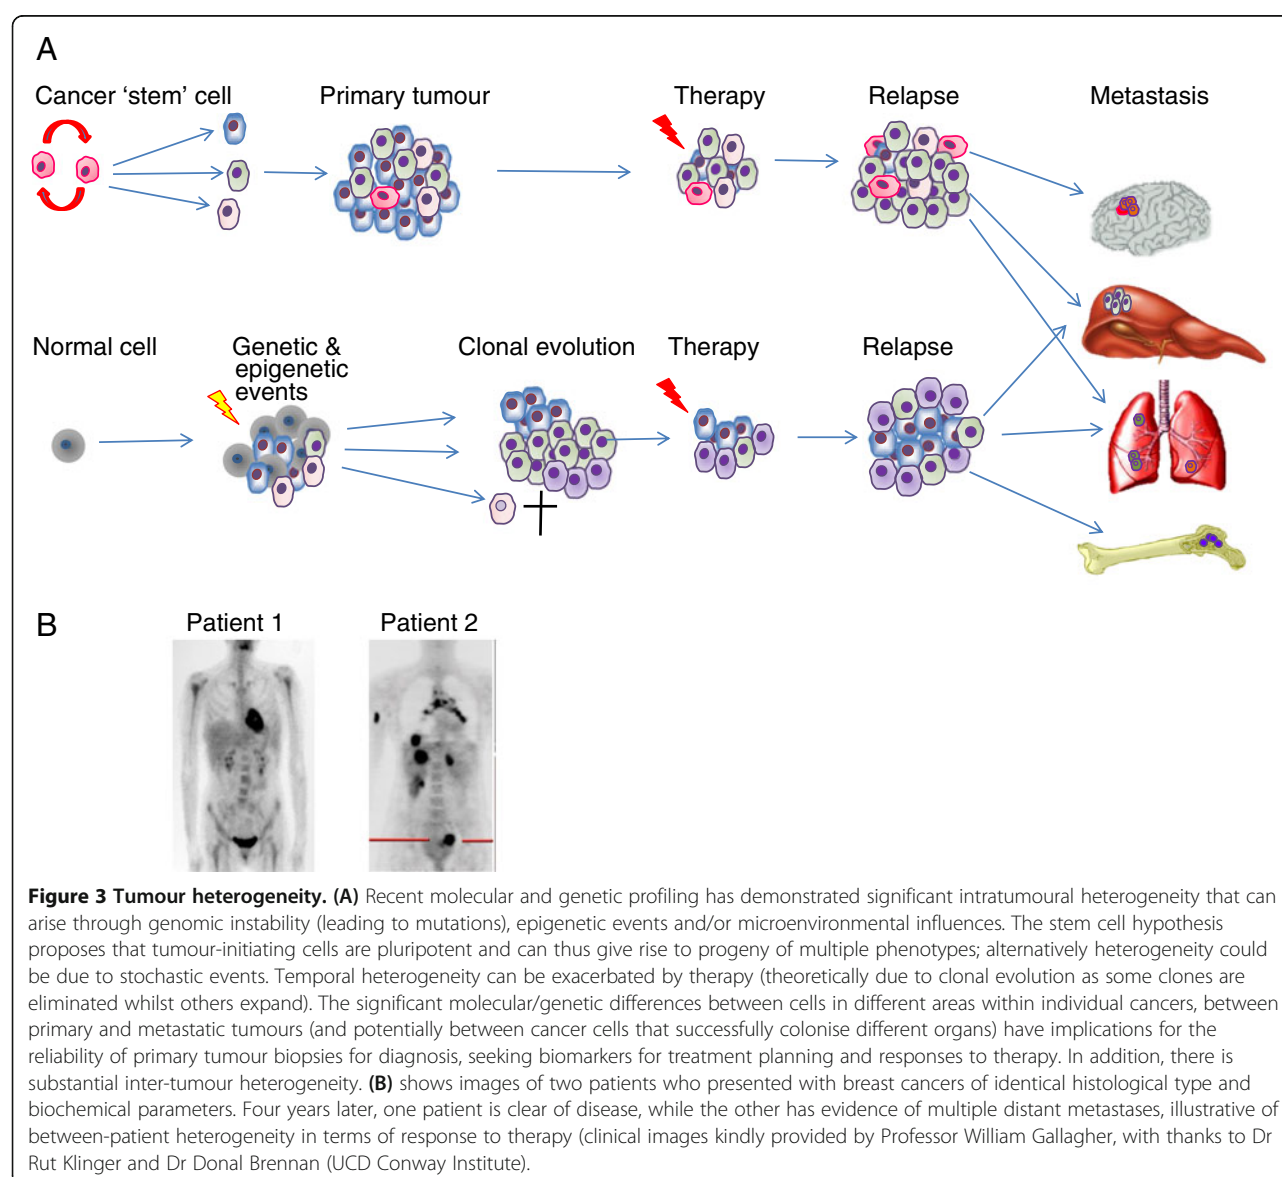 A
Cancer ‘stem’ cell
Primary tumour
Therapy
Relapse
Metastasis
Normal cell
Genetic &
epigenetic
events
Clonal evolution
Therapy
Relapse
B
Patient 1
Patient 2
Figure 3 Tumour heterogeneity. (A) Recent molecular and genetic profiling has demonstrated significant intratumoural heterogeneity that can
arise through genomic instability (leading to mutations), epigenetic events and/or microenvironmental influences. The stem cell hypothesis
proposes that tumour-initiating cells are pluripotent and can thus give rise to progeny of multiple phenotypes; alternatively heterogeneity could
be due to stochastic events. Temporal heterogeneity can be exacerbated by therapy (theoretically due to clonal evolution as some clones are
eliminated whilst others expand). The significant molecular/genetic differences between cells in different areas within individual cancers, between
primary and metastatic tumours (and potentially between cancer cells that successfully colonise different organs) have implications for the
reliability of primary tumour biopsies for diagnosis, seeking biomarkers for treatment planning and responses to therapy. In addition, there is
substantial inter-tumour heterogeneity. (B) shows images of two patients who presented with breast cancers of identical histological type and
biochemical parameters. Four years later, one patient is clear of disease, while the other has evidence of multiple distant metastases, illustrative of
between-patient heterogeneity in terms of response to therapy (clinical images kindly provided by Professor William Gallagher, with thanks to Dr
Rut Klinger and Dr Donal Brennan (UCD Conway Institute).